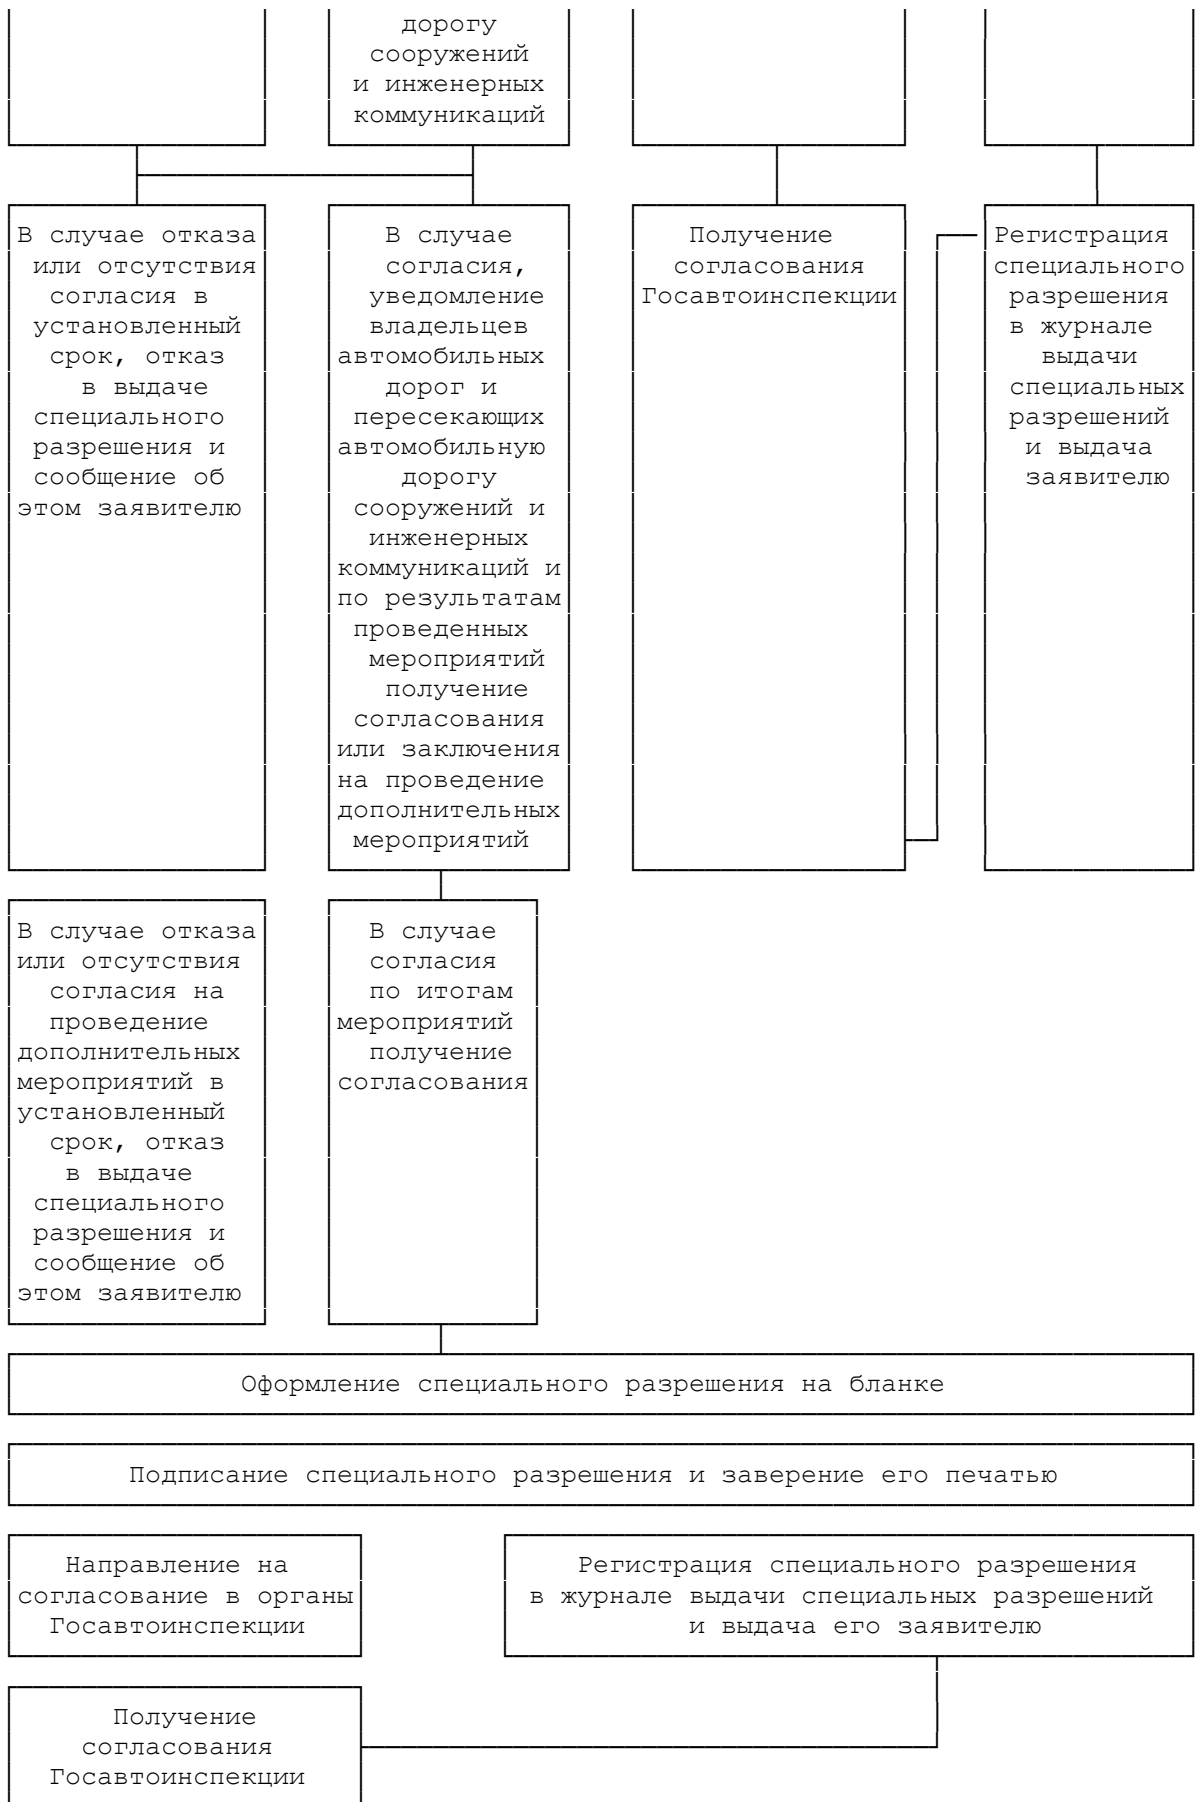 дорогу
сооружений
и инженерных
коммуникаций
В случае отказа
или отсутствия
согласия в
установленный
срок, отказ
в выдаче
специального
разрешения и
сообщение об
этом заявителю
В случае
согласия,
уведомление
владельцев
автомобильных
дорог и
пересекающих
автомобильную
дорогу
сооружений и
инженерных
коммуникаций и
по результатам
проведенных
мероприятий
получение
согласования
или заключения
на проведение
дополнительных
мероприятий
Получение
согласования
Госавтоинспекции
Регистрация
специального
разрешения
в журнале
выдачи
специальных
разрешений
и выдача
заявителю
В случае отказа
или отсутствия
согласия на
проведение
дополнительных
мероприятий в
установленный
срок, отказ
в выдаче
специального
разрешения и
сообщение об
этом заявителю
В случае
согласия
по итогам
мероприятий
получение
согласования
Оформление специального разрешения на бланке
Подписание специального разрешения и заверение его печатью
Направление на
согласование в органы
Госавтоинспекции
Регистрация специального разрешения
в журнале выдачи специальных разрешений
и выдача его заявителю
Получение
согласования
Госавтоинспекции